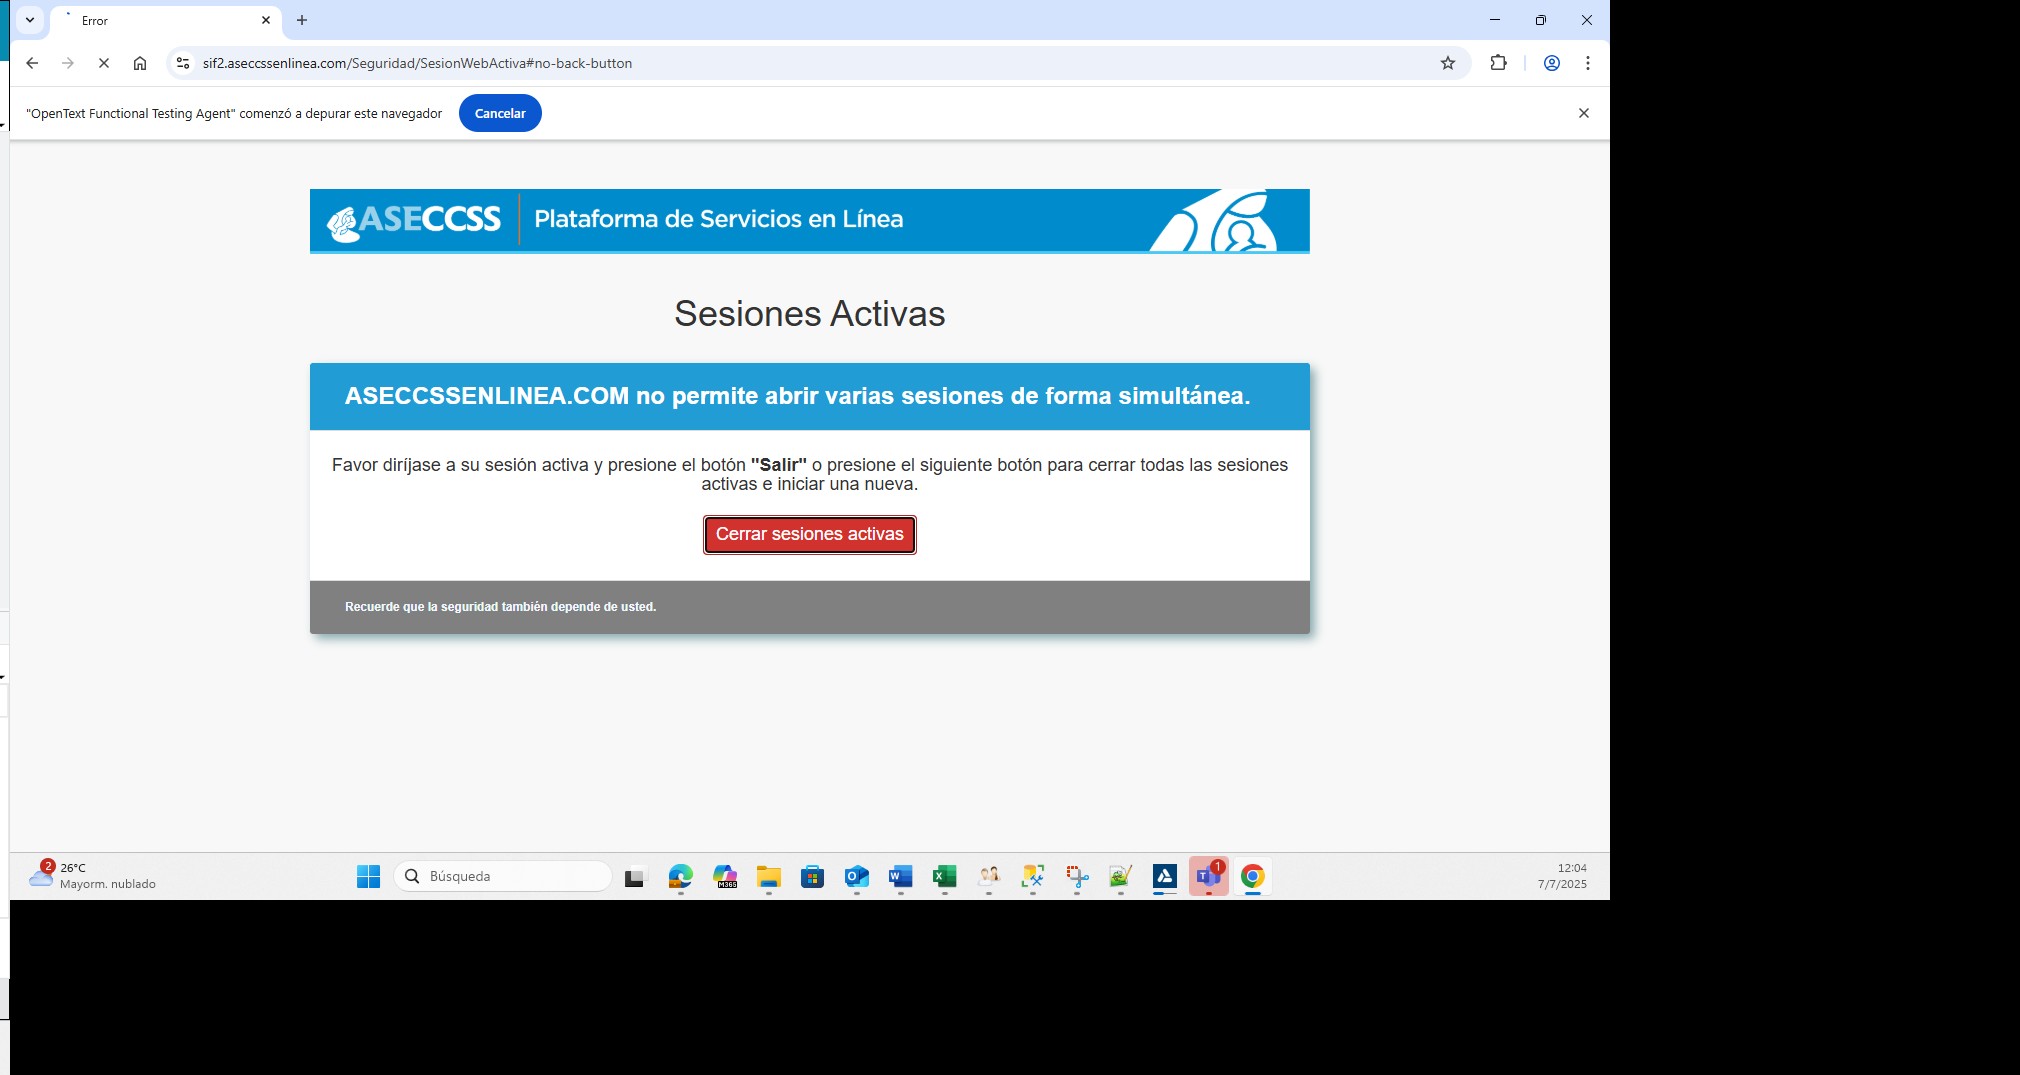 Error
sif2.aseccssenlinea.com/Seguridad/SesionWebActiva#no-back-button
"OpenText Functional Testing Agent" comenzó a depurar este navegador
Cancelar
ASECCSS
Plataforma de Servicios en Línea
Sesiones Activas
ASECCSSENLINEA.COM no permite abrir varias sesiones de forma simultánea.
Favor diríjase a su sesión activa y presione el botón "Salir" o presione el siguiente botón para cerrar todas las sesiones
activas e iniciar una nueva.
Cerrar sesiones activas
Recuerde que la seguridad también depende de usted.
2
26°C
Mayorm. nublado
Búsqueda
M365
1
12:04
7/7/2025